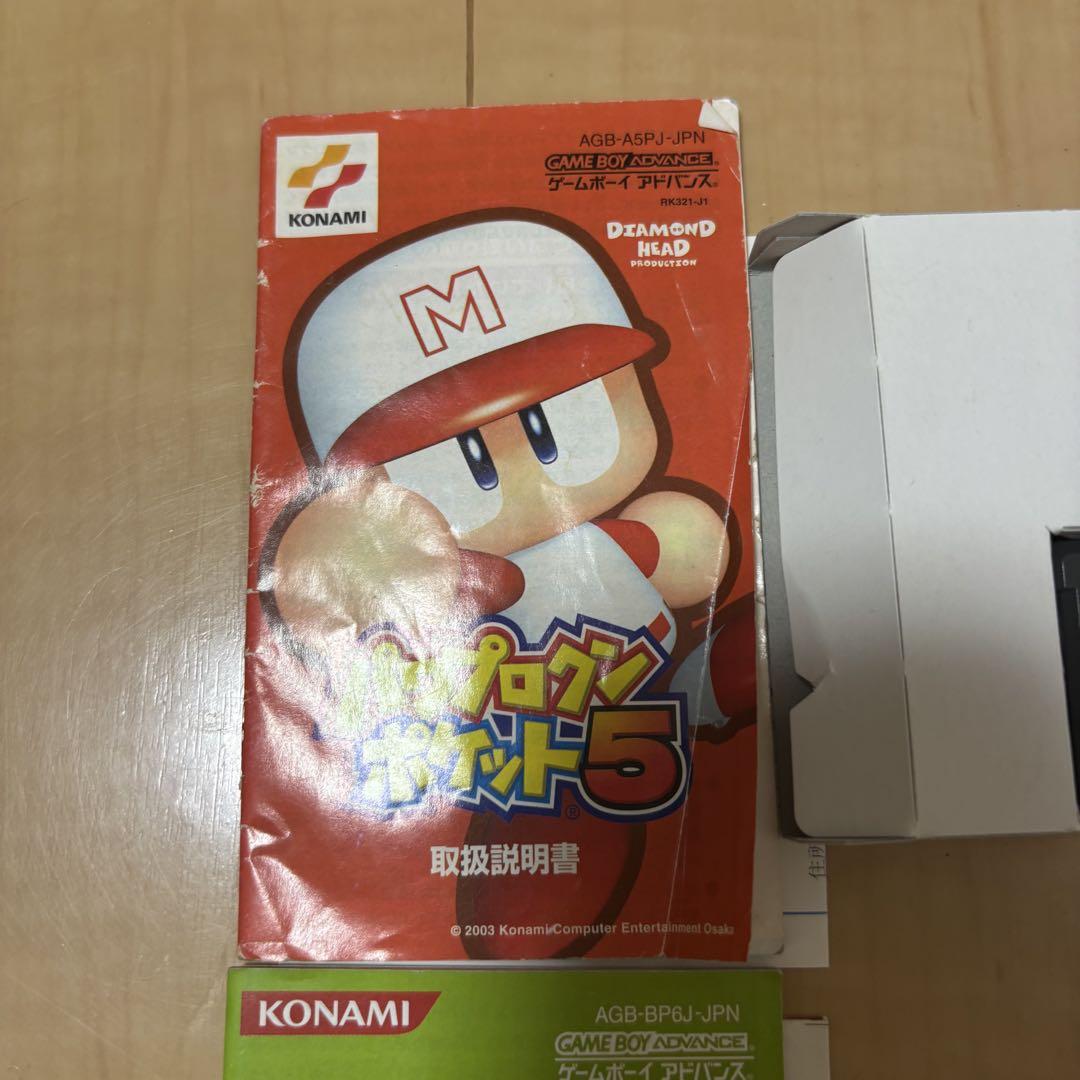 KONAMI
AGB-A5PJ-JPN
GAME BOY ADVANCE
ゲームボーイ アドバンス®
RK321-J1
DIAMOND
HEAD
PRODUCTION
M
パワプロクン
ポケット5®
取扱説明書
© 2003 Konami Computer Entertainment Osaka
住所
KONAMI
AGB-BP6J-JPN
GAME BOY ADVANCE
ゲームボーイ アドバンス